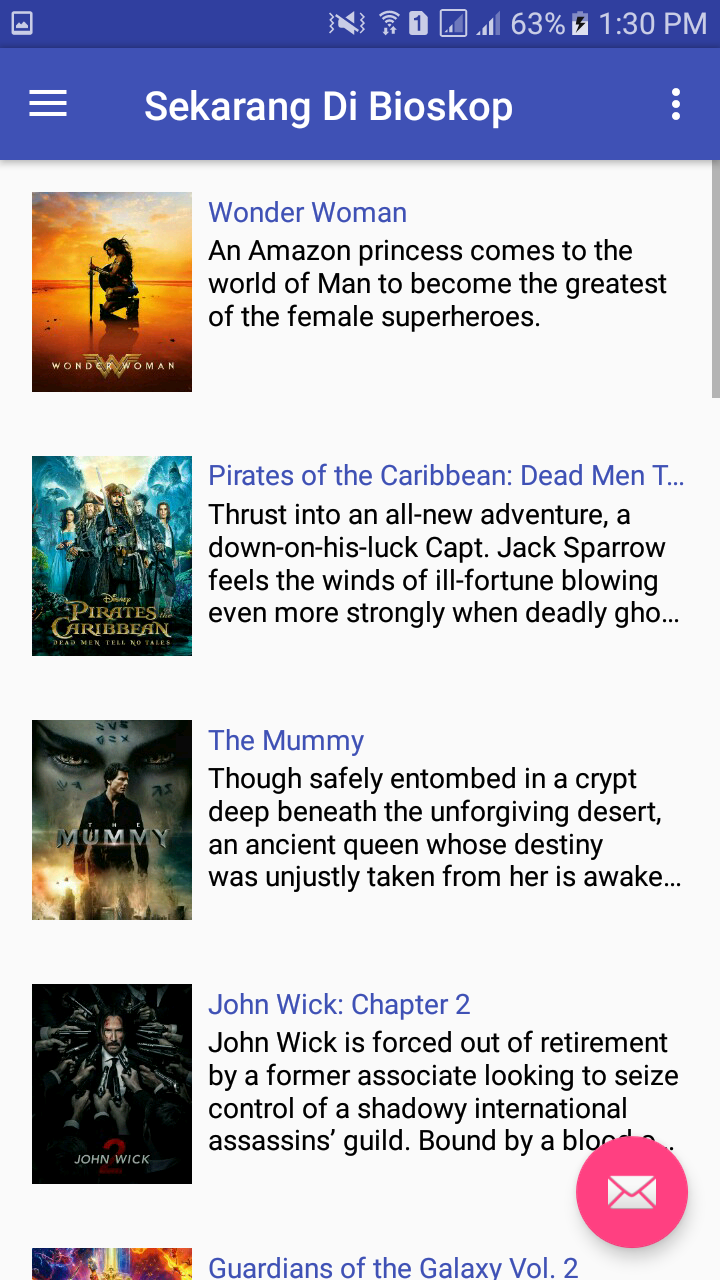 1 63% 1:30 PM
Sekarang Di Bioskop
WONDER WOMAN
Wonder Woman
An Amazon princess comes to the
world of Man to become the greatest
of the female superheroes.
Disney
PIRATES of the
CARIBBEAN
DEAD MEN TELL NO TALES
Pirates of the Caribbean: Dead Men T...
Thrust into an all-new adventure, a
down-on-his-luck Capt. Jack Sparrow
feels the winds of ill-fortune blowing
even more strongly when deadly gho...
THE
MUMMY
The Mummy
Though safely entombed in a crypt
deep beneath the unforgiving desert,
an ancient queen whose destiny
was unjustly taken from her is awake...
2
JOHN WICK
John Wick: Chapter 2
John Wick is forced out of retirement
by a former associate looking to seize
control of a shadowy international
assassins’ guild. Bound by a blood o...
Guardians of the Galaxy Vol. 2